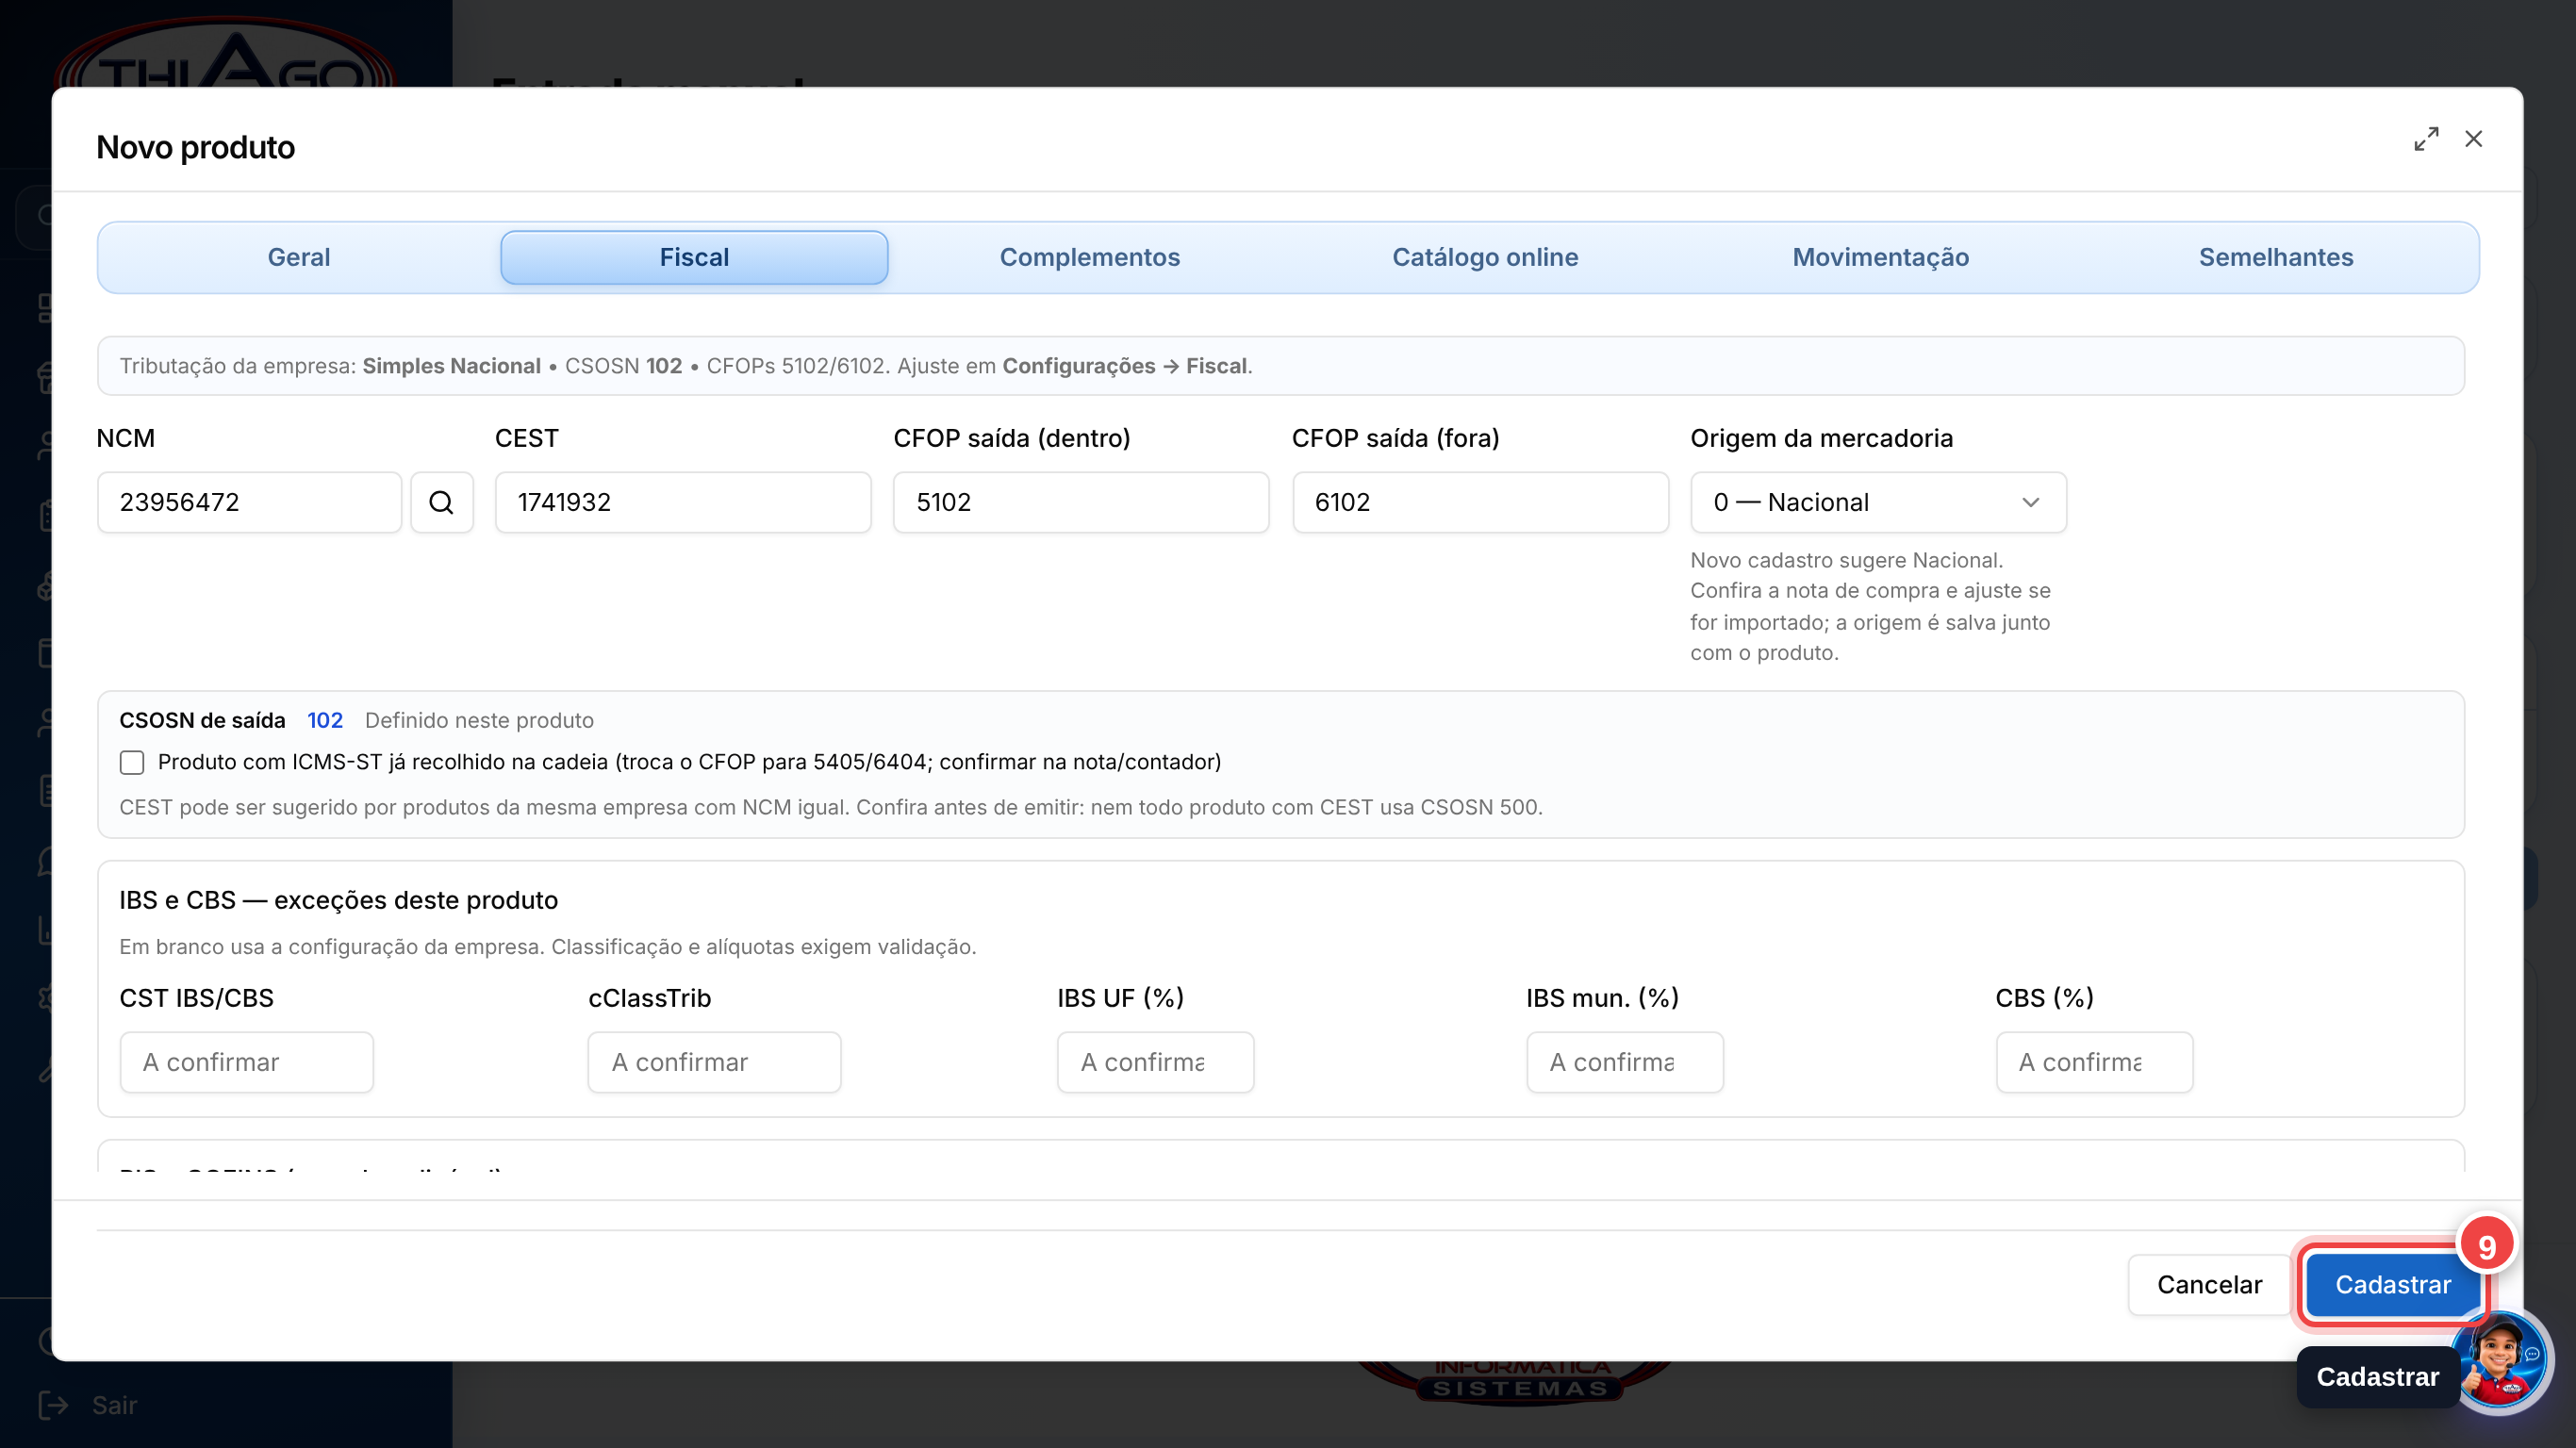 THIAGO
Novo produto
Geral
Fiscal
Complementos
Catálogo online
Movimentação
Semelhantes
Tributação da empresa: Simples Nacional • CSOSN 102 • CFOPs 5102/6102. Ajuste em Configurações → Fiscal.
NCM
CEST
CFOP saída (dentro)
CFOP saída (fora)
Origem da mercadoria
23956472
1741932
5102
6102
0 — Nacional
Novo cadastro sugere Nacional.
Confira a nota de compra e ajuste se
for importado; a origem é salva junto
com o produto.
CSOSN de saída 102 Definido neste produto
Produto com ICMS-ST já recolhido na cadeia (troca o CFOP para 5405/6404; confirmar na nota/contador)
CEST pode ser sugerido por produtos da mesma empresa com NCM igual. Confira antes de emitir: nem todo produto com CEST usa CSOSN 500.
IBS e CBS — exceções deste produto
Em branco usa a configuração da empresa. Classificação e alíquotas exigem validação.
CST IBS/CBS
cClassTrib
IBS UF (%)
IBS mun. (%)
CBS (%)
A confirmar
A confirmar
A confirma
A confirma
A confirma
9
Cancelar
Cadastrar
INFORMÁTICA
SISTEMAS
Cadastrar
Sair